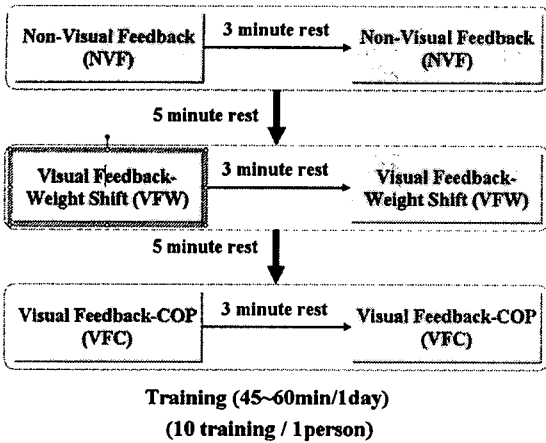 Non-Visual Feedback
(NVF)
3 minute rest
Non-Visual Feedback
(NVF)
5 minute rest
Visual Feedback-
Weight Shift (VFW)
3 minute rest
Visual Feedback-
Weight Shift (VFW)
5 minute rest
Visual Feedback-COP
(VFC)
3 minute rest
Visual Feedback-COP
(VFC)
Training (45~60min/1day)
(10 training / 1person)